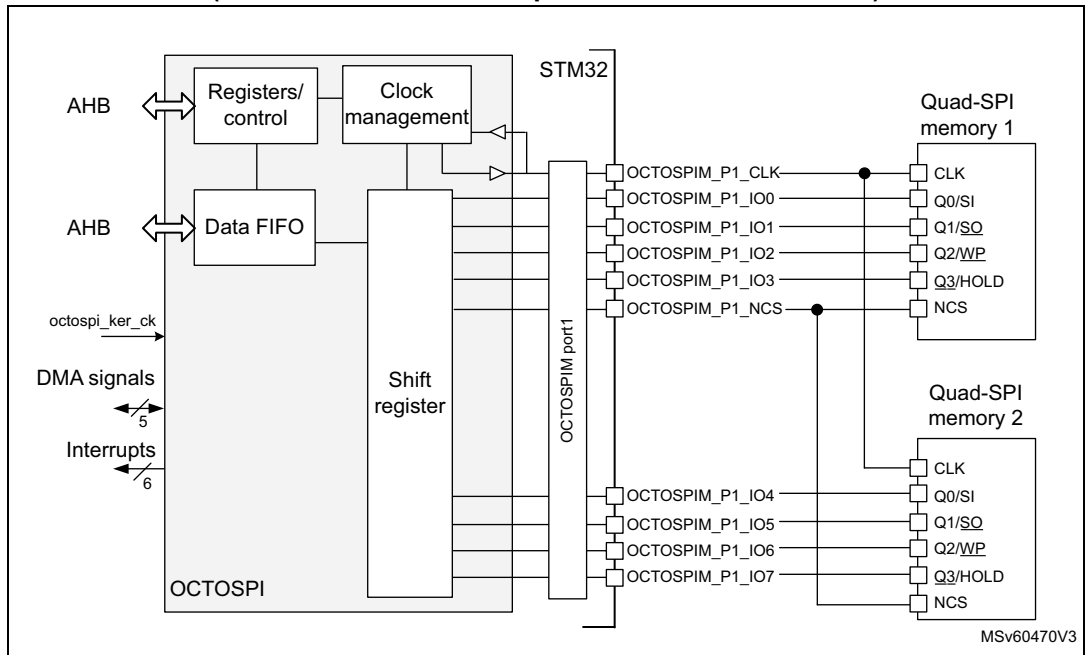 STM32
Registers/
control
Clock
management
AHB
Data FIFO
AHB
octospi_ker_ck
DMA signals
5
Interrupts
6
Shift
register
OCTOSPI
OCTOSPIM port1
OCTOSPIM_P1_CLK
OCTOSPIM_P1_IO0
OCTOSPIM_P1_IO1
OCTOSPIM_P1_IO2
OCTOSPIM_P1_IO3
OCTOSPIM_P1_NCS
OCTOSPIM_P1_IO4
OCTOSPIM_P1_IO5
OCTOSPIM_P1_IO6
OCTOSPIM_P1_IO7
Quad-SPI
memory 1
CLK
Q0/SI
Q1/SO
Q2/WP
Q3/HOLD
NCS
Quad-SPI
memory 2
CLK
Q0/SI
Q1/SO
Q2/WP
Q3/HOLD
NCS
MSv60470V3